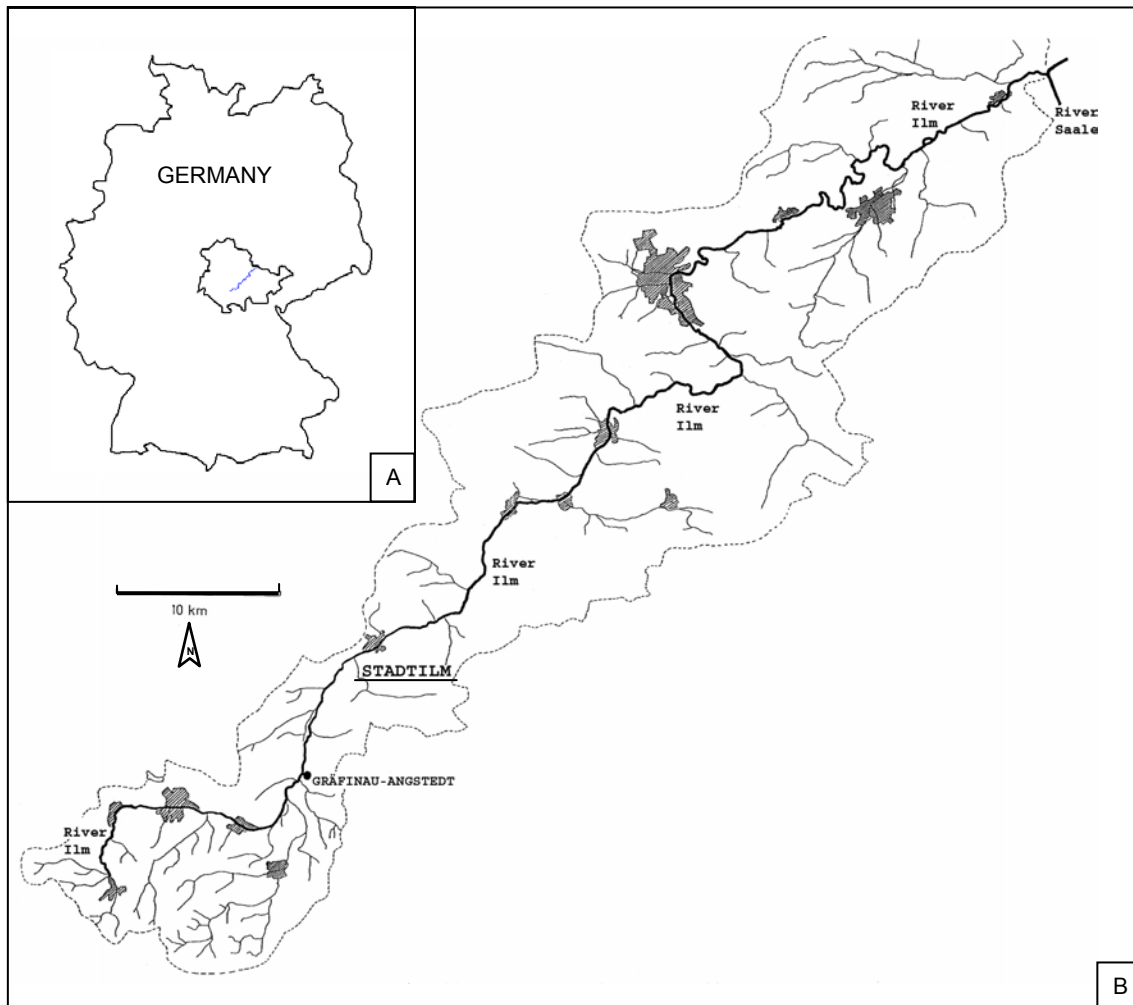 GERMANY
A
River
Ilm
River
Saale
River
Ilm
River
Ilm
10 km
N
STADTILM
GRÄFINAU-ANGSTEDT
River
Ilm
B